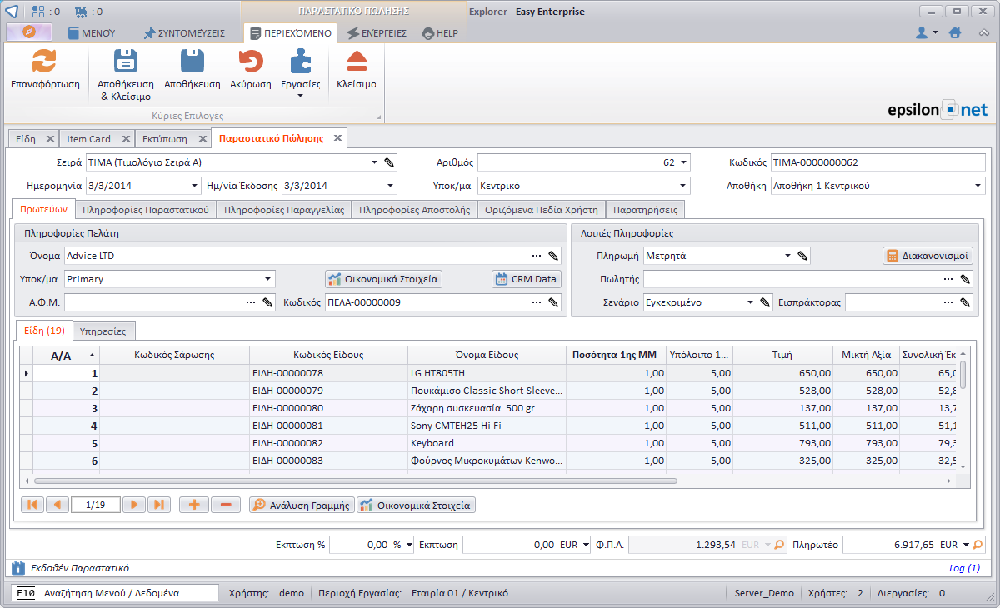 : 0 : 0 ΠΑΡΑΣΤΑΤΙΚΌ ΠΏΛΗΣΗΣ Explorer - Easy Enterprise
ΜΕΝΟΎ ΣΥΝΤΟΜΕΎΣΕΙΣ ΠΕΡΙΕΧΌΜΕΝΟ ΕΝΈΡΓΕΙΕΣ HELP
Επαναφόρτωση Αποθήκευση & Κλείσιμο Αποθήκευση Ακύρωση Εργασίες Κλείσιμο
Κύριες Επιλογές
epsilon net
Είδη Item Card Εκτύπωση Παραστατικό Πώλησης
Σειρά ΤΙΜΑ (Τιμολόγιο Σειρά Α) Αριθμός 62 Κωδικός ΤΙΜΑ-0000000062
Ημερομηνία 3/3/2014 Ημ/νία Έκδοσης 3/3/2014 Υποκ/μα Κεντρικό Αποθήκη Αποθήκη 1 Κεντρικού
Πρωτεύων Πληροφορίες Παραστατικού Πληροφορίες Παραγγελίας Πληροφορίες Αποστολής Οριζόμενα Πεδία Χρήστη Παρατηρήσεις
Πληροφορίες Πελάτη Λοιπές Πληροφορίες
Όνομα Advice LTD Πληρωμή Μετρητά Διακανονισμοί
Υποκ/μα Primary Οικονομικά Στοιχεία CRM Data Πωλητής
Α.Φ.Μ. Κωδικός ΠΕΛΑ-00000009 Σενάριο Εγκεκριμένο Εισπράκτορας
Είδη (19) Υπηρεσίες
Α/Α Κωδικός Σάρωσης Κωδικός Είδους Όνομα Είδους Ποσότητα 1ης ΜΜ Υπόλοιπο 1... Τιμή Μικτή Αξία Συνολική Έκ
1 ΕΙΔΗ-00000078 LG HT805TH 1,00 5,00 650,00 650,00 65,0
2 ΕΙΔΗ-00000079 Πουκάμισο Classic Short-Sleeve... 1,00 5,00 528,00 528,00 52,8
3 ΕΙΔΗ-00000080 Ζάχαρη συσκευασία 500 gr 1,00 5,00 137,00 137,00 13,7
4 ΕΙΔΗ-00000081 Sony CMTEH25 Hi Fi 1,00 5,00 511,00 511,00 51,1
5 ΕΙΔΗ-00000082 Keyboard 1,00 5,00 793,00 793,00 79,3
6 ΕΙΔΗ-00000083 Φούρνος Μικροκυμάτων Kenwo... 1,00 5,00 325,00 325,00 32,5
1/19 Ανάλυση Γραμμής Οικονομικά Στοιχεία
Έκπτωση % 0,00 % Έκπτωση 0,00 EUR Φ.Π.Α. 1.293,54 EUR Πληρωτέο 6.917,65 EUR
Εκδοθέν Παραστατικό Log (1)
F10 Αναζήτηση Μενού / Δεδομένα Χρήστης: demo Περιοχή Εργασίας: Εταιρία 01 / Κεντρικό Server_Demo Χρήστες: 2 Διεργασίες: 0